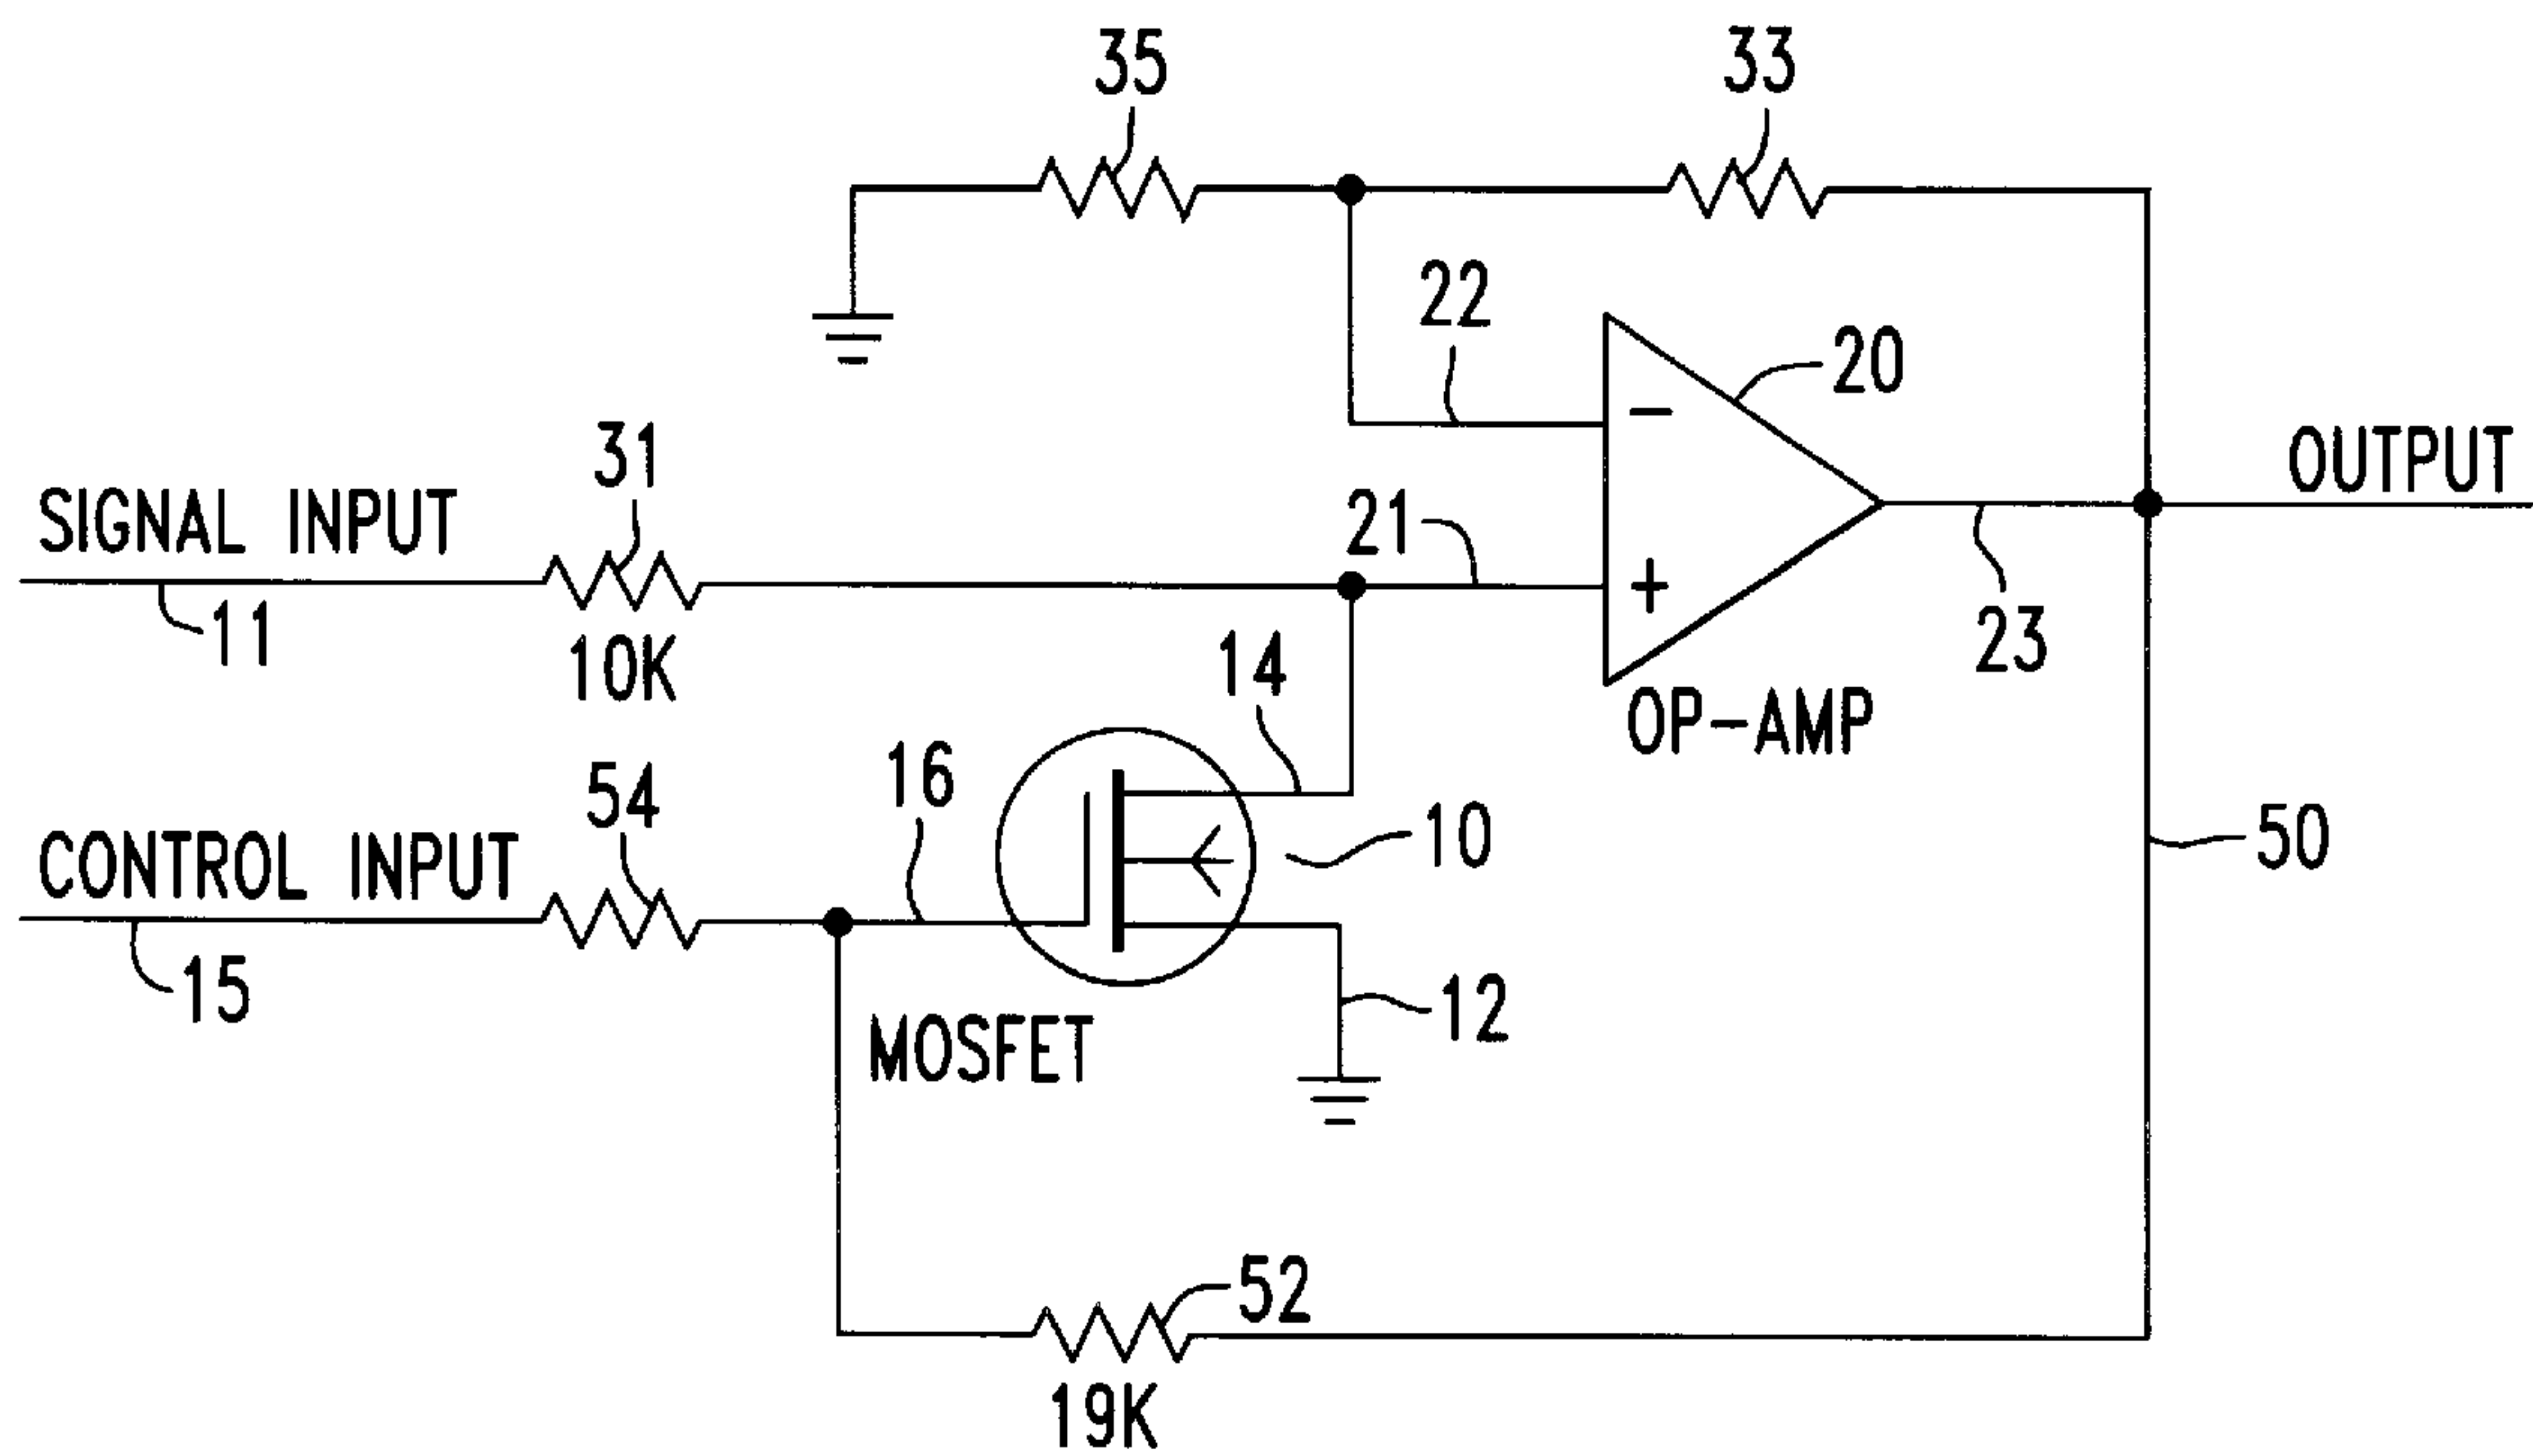 35
33
22
20
31
SIGNAL INPUT
21
OUTPUT
11
10K
14
23
OP-AMP
16
54
10
50
CONTROL INPUT
15
12
MOSFET
52
19K
−
+